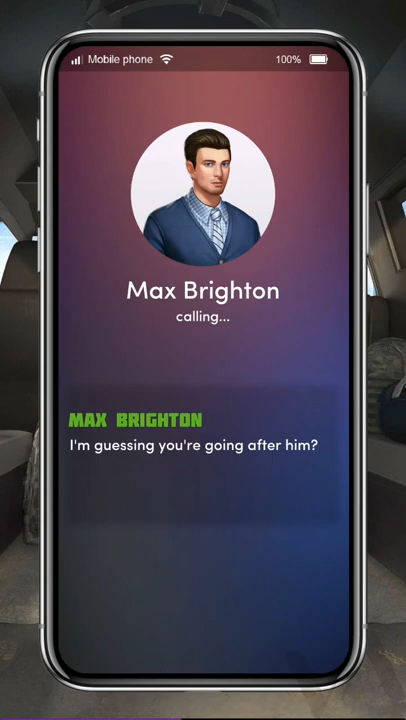 Mobile phone 100%
Max Brighton
calling...
MAX BRIGHTON
I'm guessing you're going after him?